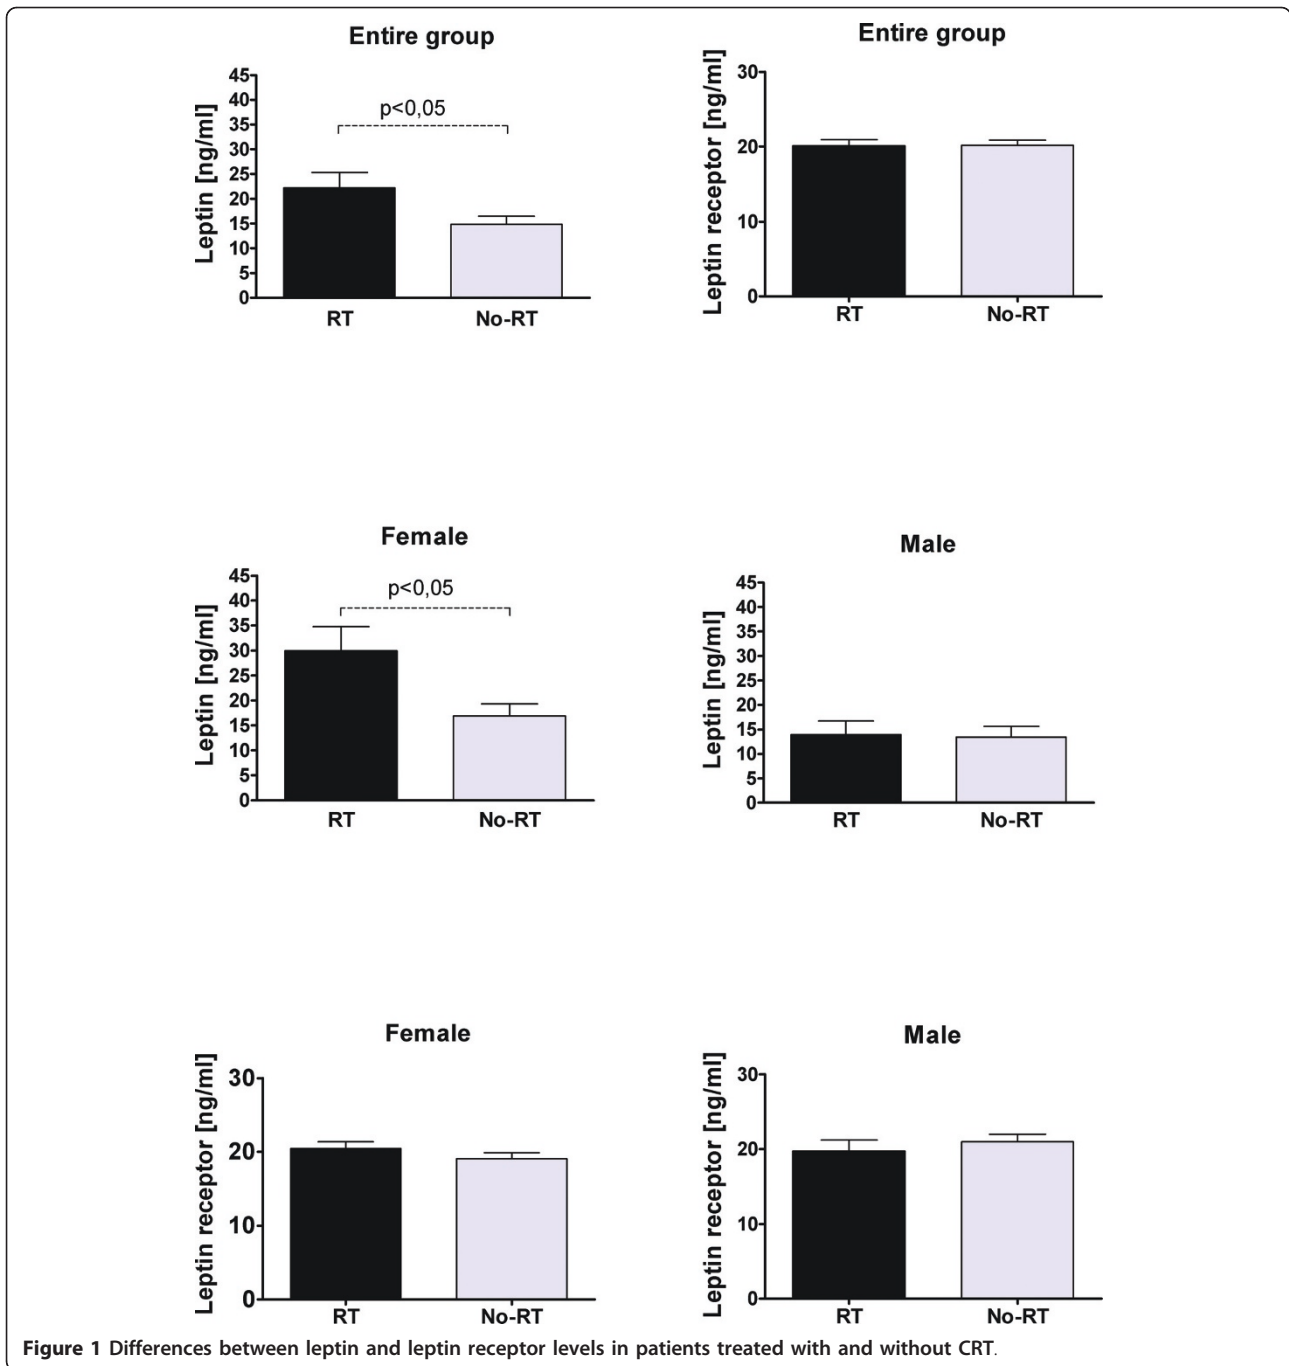 Entire group
Leptin [ng/ml]
45
40
35
30
25
20
15
10
5
0
p<0,05
RT No-RT
Entire group
Leptin receptor [ng/ml]
30
20
10
0
RT No-RT
Female
Leptin [ng/ml]
45
40
35
30
25
20
15
10
5
0
p<0,05
RT No-RT
Male
Leptin [ng/ml]
45
40
35
30
25
20
15
10
5
0
RT No-RT
Female
Leptin receptor [ng/ml]
30
20
10
0
RT No-RT
Male
Leptin receptor [ng/ml]
30
20
10
0
RT No-RT
Figure 1 Differences between leptin and leptin receptor levels in patients treated with and without CRT.